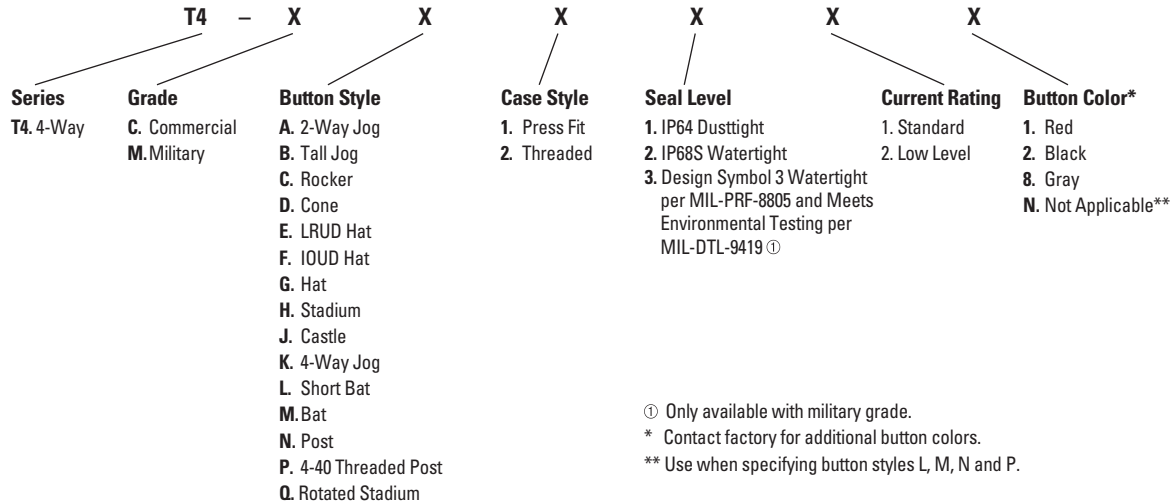 T4 – X X X X X X
Series Grade Button Style Case Style Seal Level Current Rating Button Color*
T4. 4-Way C. Commercial A. 2-Way Jog 1. Press Fit 1. IP64 Dusttight 1. Standard 1. Red
M. Military B. Tall Jog 2. Threaded 2. IP68S Watertight 2. Low Level 2. Black
C. Rocker 3. Design Symbol 3 Watertight 8. Gray
D. Cone per MIL-PRF-8805 and Meets N. Not Applicable**
E. LRUD Hat Environmental Testing per
F. IOUD Hat MIL-DTL-9419 ①
G. Hat
H. Stadium
J. Castle
K. 4-Way Jog
L. Short Bat ① Only available with military grade.
M. Bat * Contact factory for additional button colors.
N. Post ** Use when specifying button styles L, M, N and P.
P. 4-40 Threaded Post
Q. Rotated Stadium